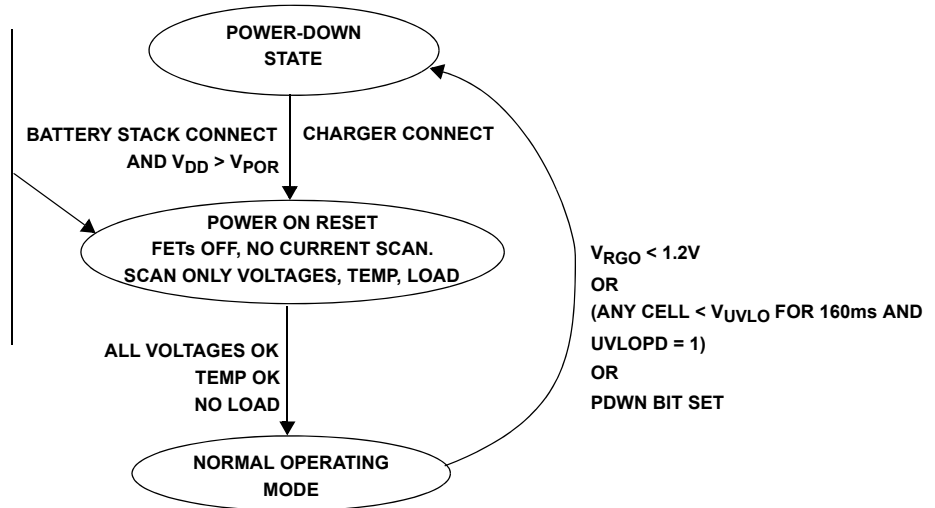 POWER-DOWN
STATE
BATTERY STACK CONNECT
AND VDD > VPOR
CHARGER CONNECT
POWER ON RESET
FETs OFF, NO CURRENT SCAN.
SCAN ONLY VOLTAGES, TEMP, LOAD
VRGO < 1.2V
OR
(ANY CELL < VUVLO FOR 160ms AND
UVLOPD = 1)
OR
PDWN BIT SET
ALL VOLTAGES OK
TEMP OK
NO LOAD
NORMAL OPERATING
MODE